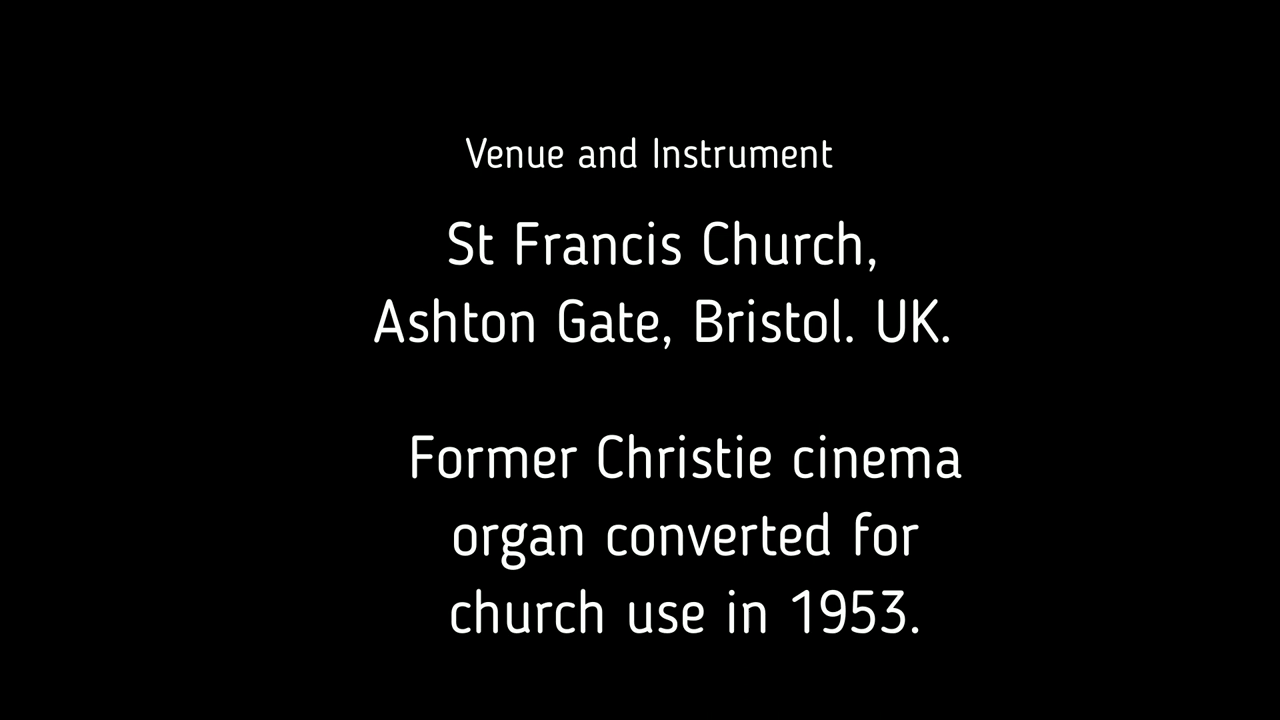 Venue and Instrument
St Francis Church,
Ashton Gate, Bristol. UK.
Former Christie cinema
organ converted for
church use in 1953.